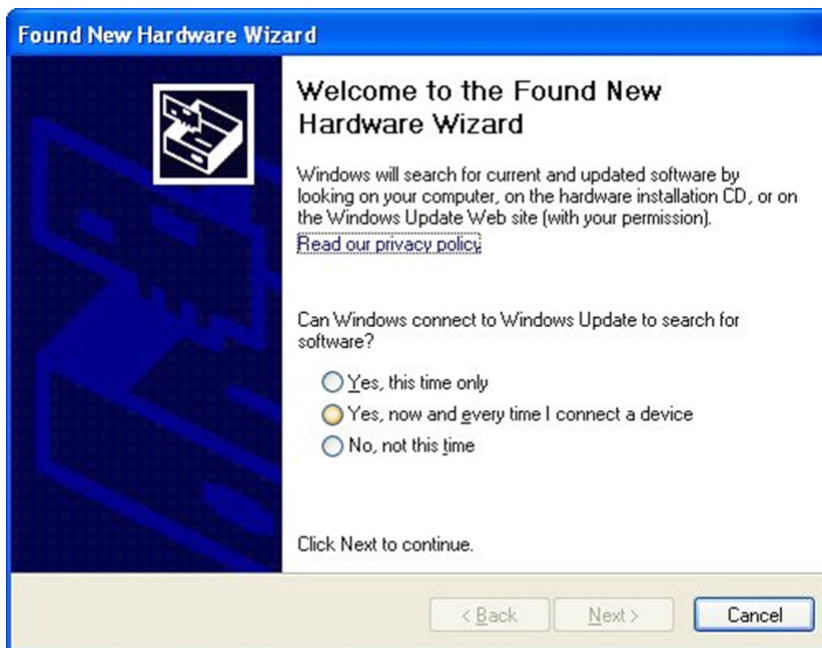 Found New Hardware Wizard
Welcome to the Found New
Hardware Wizard
Windows will search for current and updated software by
looking on your computer, on the hardware installation CD, or on
the Windows Update Web site (with your permission).
Read our privacy policy
Can Windows connect to Windows Update to search for
software?
Yes, this time only
Yes, now and every time I connect a device
No, not this time
Click Next to continue.
< Back Next > Cancel